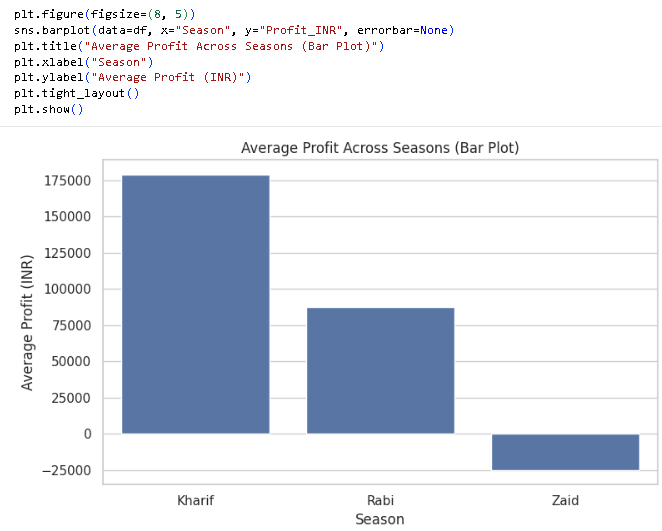 plt.figure(figsize=(8, 5))
sns.barplot(data=df, x="Season", y="Profit_INR", errorbar=None)
plt.title("Average Profit Across Seasons (Bar Plot)")
plt.xlabel("Season")
plt.ylabel("Average Profit (INR)")
plt.tight_layout()
plt.show()
Average Profit Across Seasons (Bar Plot)
Average Profit (INR)
175000
150000
125000
100000
75000
50000
25000
0
−25000
Kharif Rabi Zaid
Season